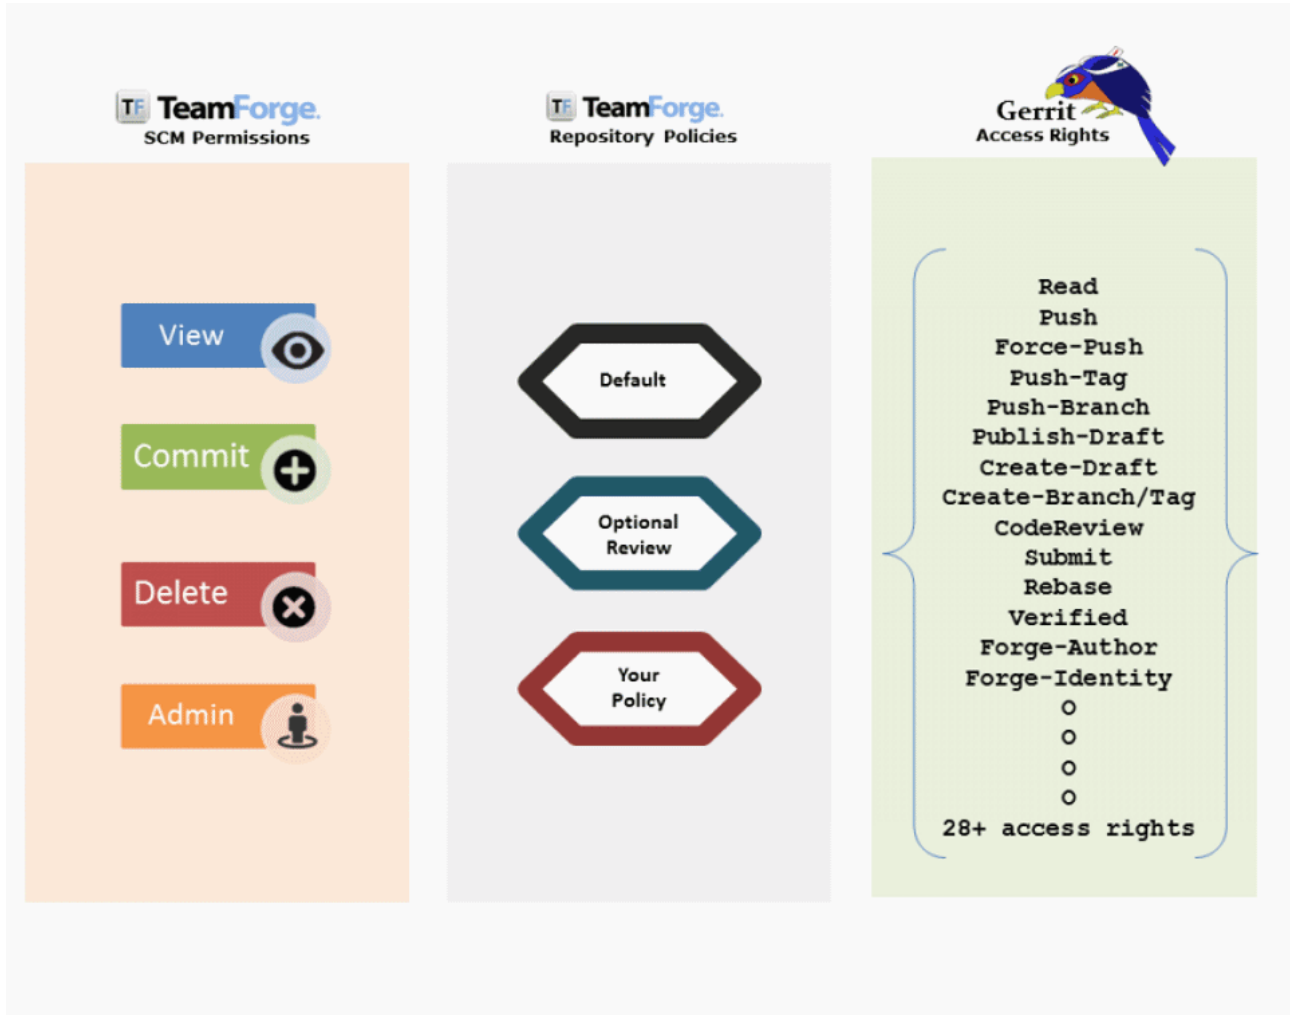 TF TeamForge.
SCM Permissions
View
Commit
Delete
Admin
TF TeamForge.
Repository Policies
Default
Optional
Review
Your
Policy
Gerrit
Access Rights
Read
Push
Force-Push
Push-Tag
Push-Branch
Publish-Draft
Create-Draft
Create-Branch/Tag
CodeReview
Submit
Rebase
Verified
Forge-Author
Forge-Identity
o
o
o
o
28+ access rights